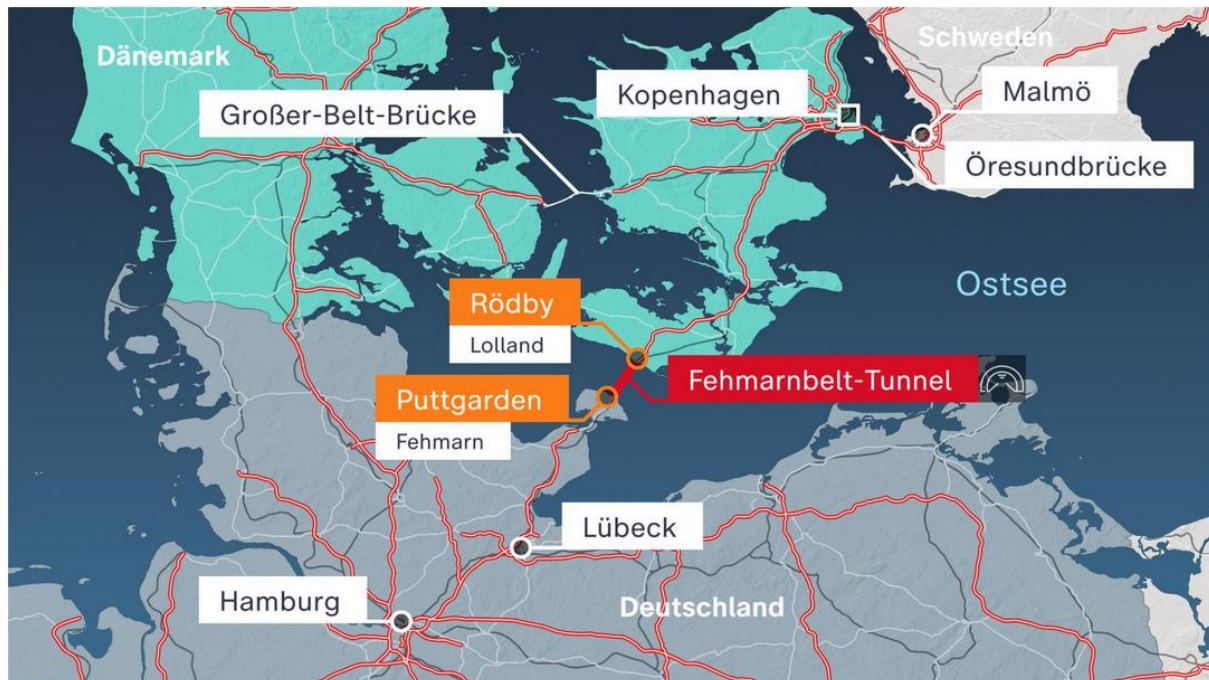 Dänemark
Schweden
Kopenhagen
Malmö
Großer-Belt-Brücke
Öresundbrücke
Ostsee
Rödby
Lolland
Fehmarnbelt-Tunnel
Puttgarden
Fehmarn
Lübeck
Hamburg
Deutschland